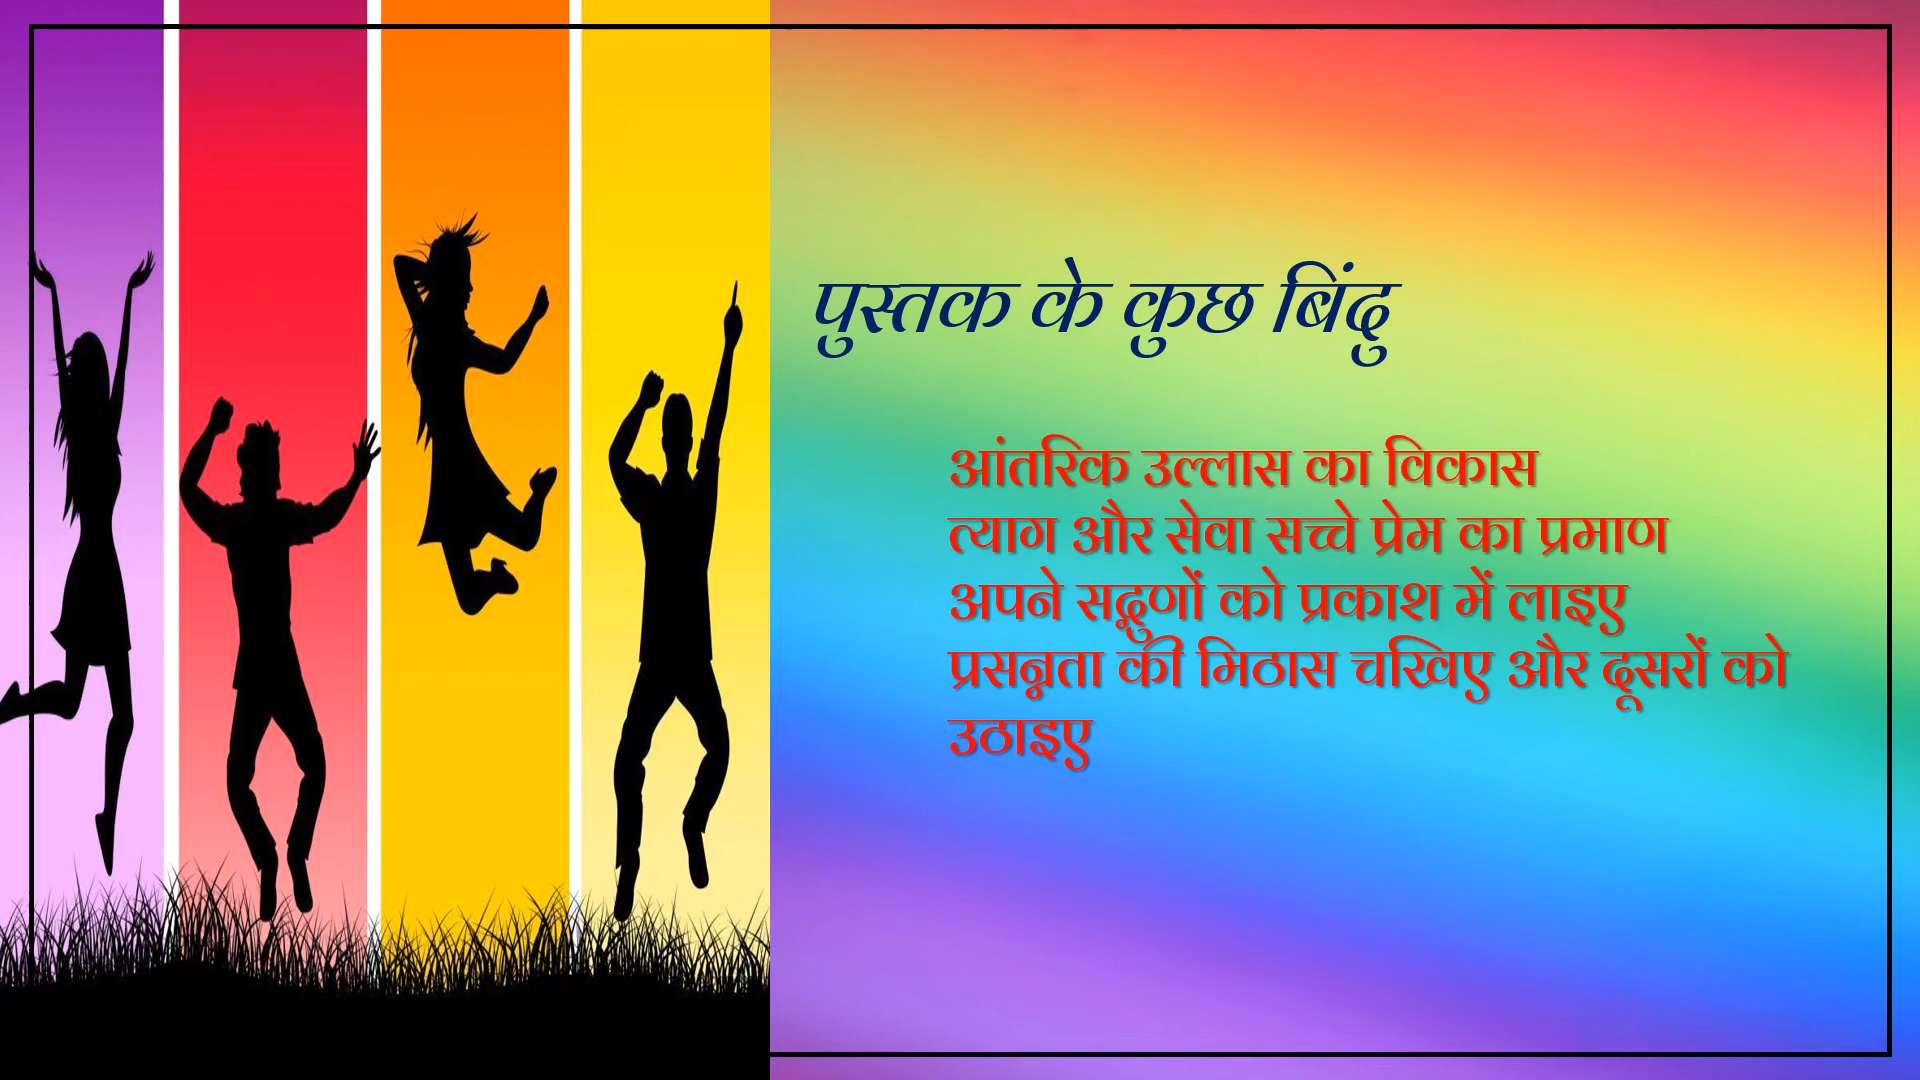 पुस्तक के कुछ बिंदु
आंतरिक उल्लास का विकास
त्याग और सेवा सच्चे प्रेम का प्रमाण
अपने सद्गुणों को प्रकाश में लाइए
प्रसन्नता की मिठास चखिए और दूसरों को
उठाइए